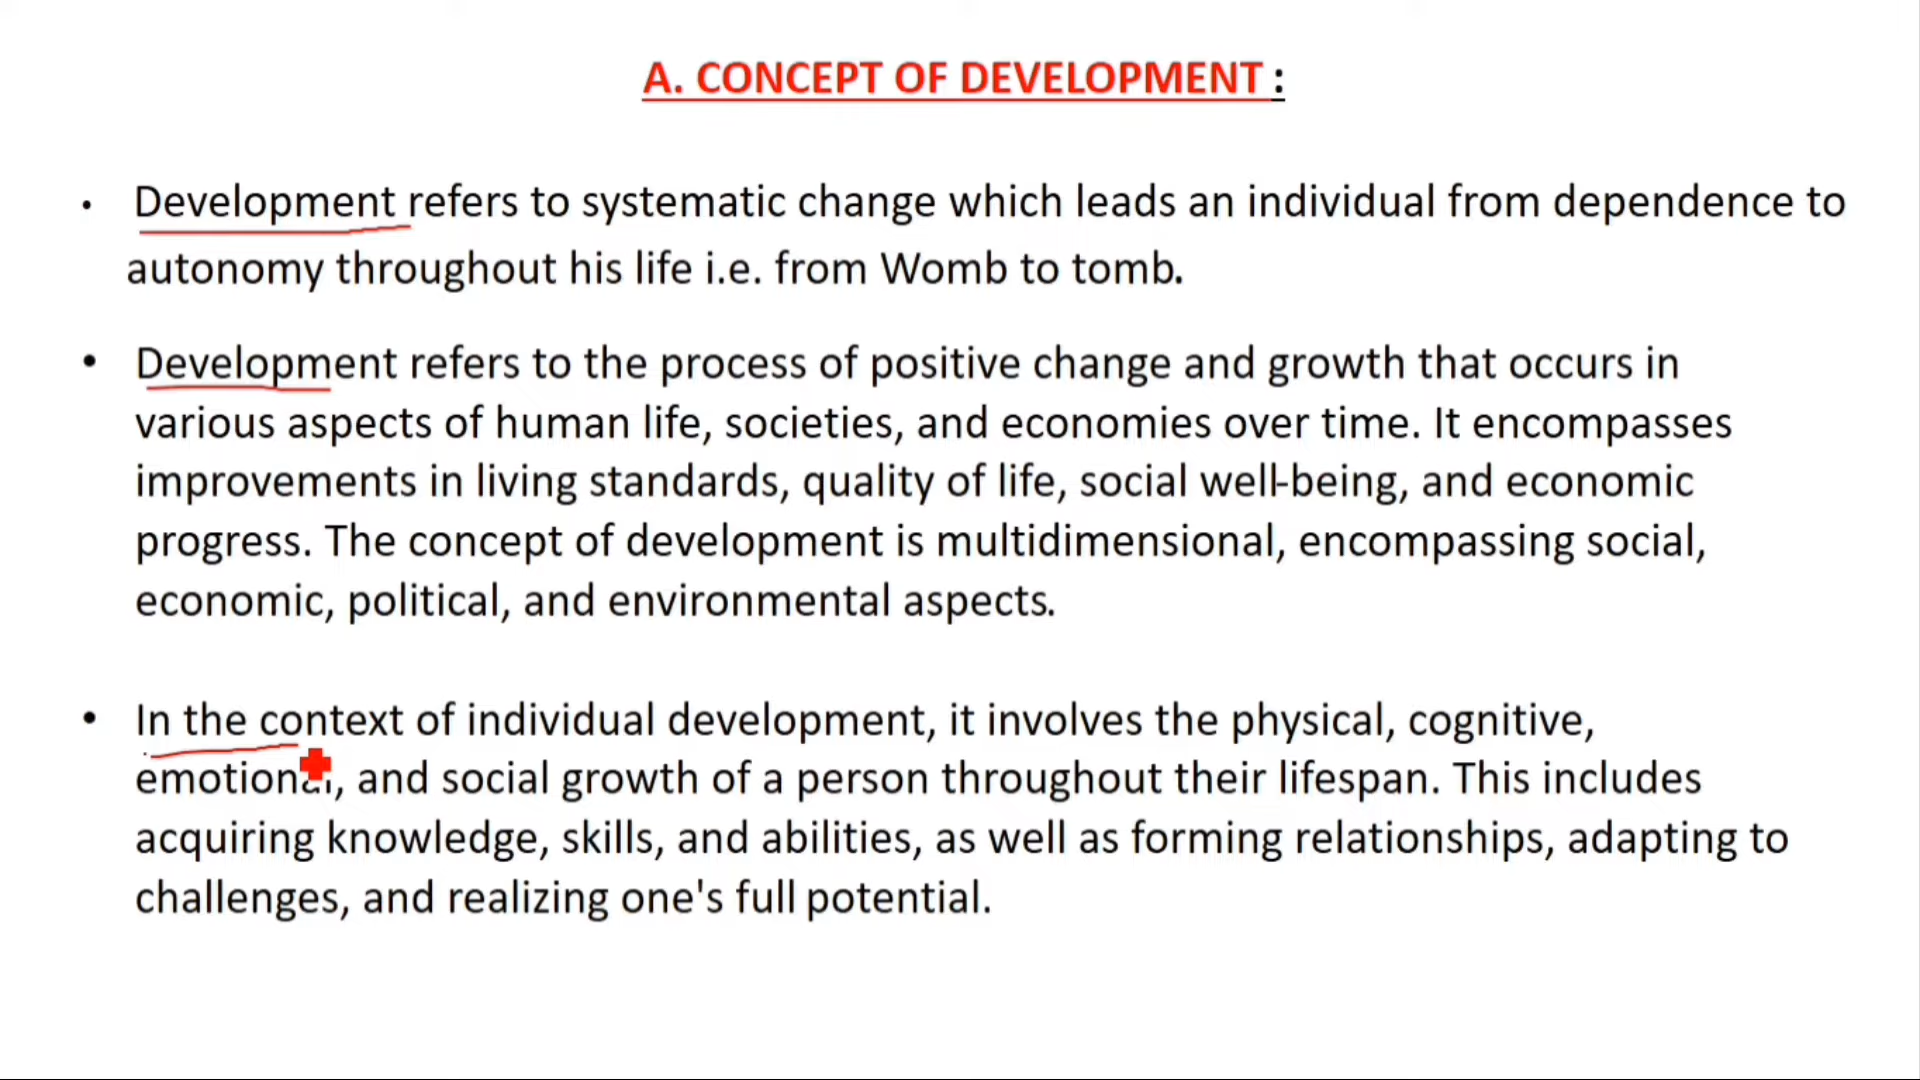 A. CONCEPT OF DEVELOPMENT :
• Development refers to systematic change which leads an individual from dependence to
autonomy throughout his life i.e. from Womb to tomb.
• Development refers to the process of positive change and growth that occurs in
various aspects of human life, societies, and economies over time. It encompasses
improvements in living standards, quality of life, social well-being, and economic
progress. The concept of development is multidimensional, encompassing social,
economic, political, and environmental aspects.
• In the context of individual development, it involves the physical, cognitive,
emotional, and social growth of a person throughout their lifespan. This includes
acquiring knowledge, skills, and abilities, as well as forming relationships, adapting to
challenges, and realizing one's full potential.